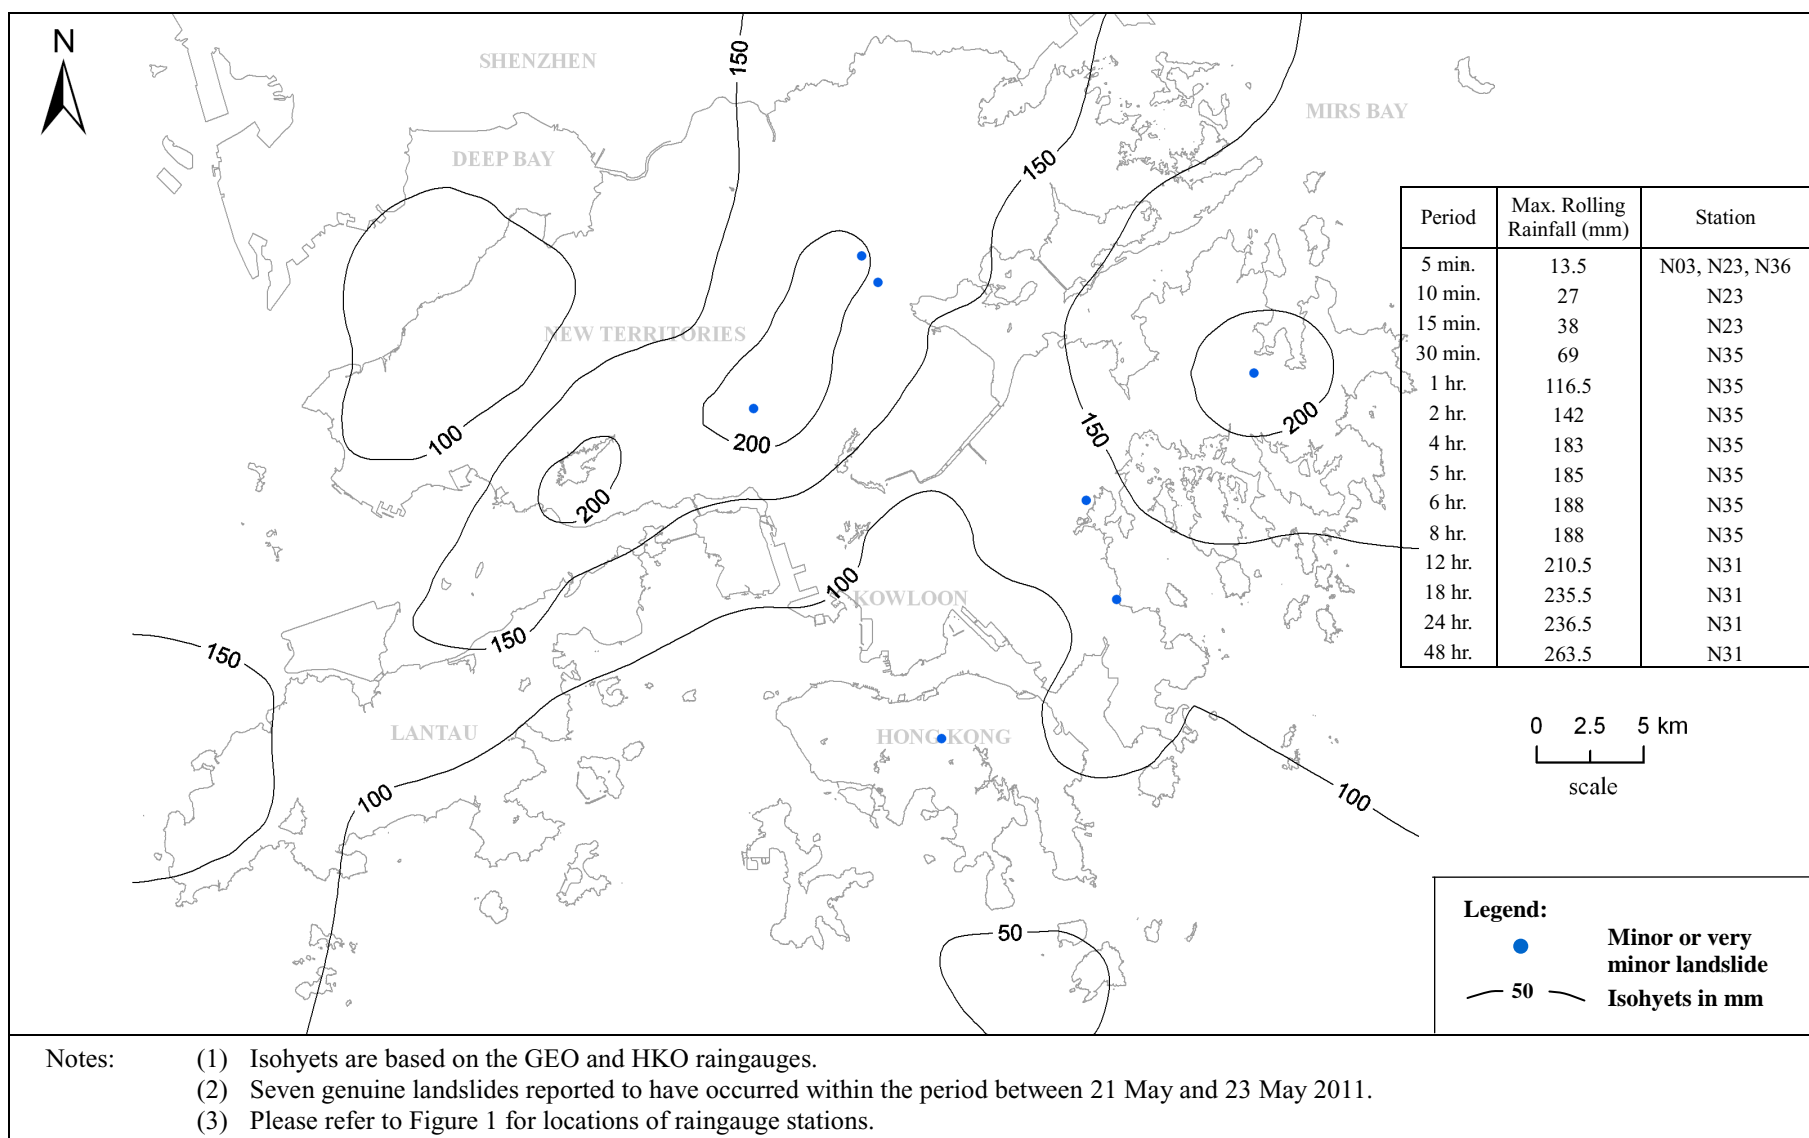 N
SHENZHEN
150
MIRS BAY
DEEP BAY
150
NEW TERRITORIES
100
200
200
150
200
100
KOWLOON
150
150
LANTAU
HONG KONG
100
100
50
Period Max. Rolling Rainfall (mm) Station
5 min. 13.5 N03, N23, N36
10 min. 27 N23
15 min. 38 N23
30 min. 69 N35
1 hr. 116.5 N35
2 hr. 142 N35
4 hr. 183 N35
5 hr. 185 N35
6 hr. 188 N35
8 hr. 188 N35
12 hr. 210.5 N31
18 hr. 235.5 N31
24 hr. 236.5 N31
48 hr. 263.5 N31
0 2.5 5 km
scale
Legend:
Minor or very
minor landslide
50 Isohyets in mm
Notes: (1) Isohyets are based on the GEO and HKO raingauges.
(2) Seven genuine landslides reported to have occurred within the period between 21 May and 23 May 2011.
(3) Please refer to Figure 1 for locations of raingauge stations.